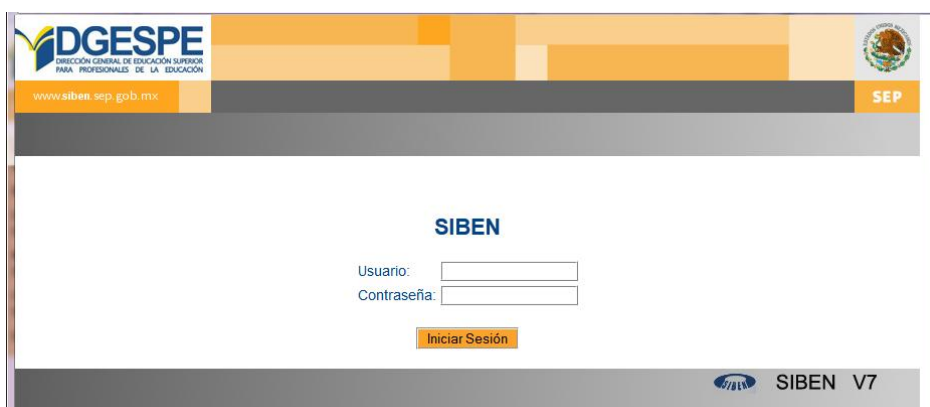 DGESPE
DIRECCIÓN GENERAL DE EDUCACIÓN SUPERIOR
PARA PROFESIONALES DE LA EDUCACIÓN
www.siben.sep.gob.mx
SEP
SIBEN
Usuario:
Contraseña:
Iniciar Sesión
SIBEN SIBEN V7